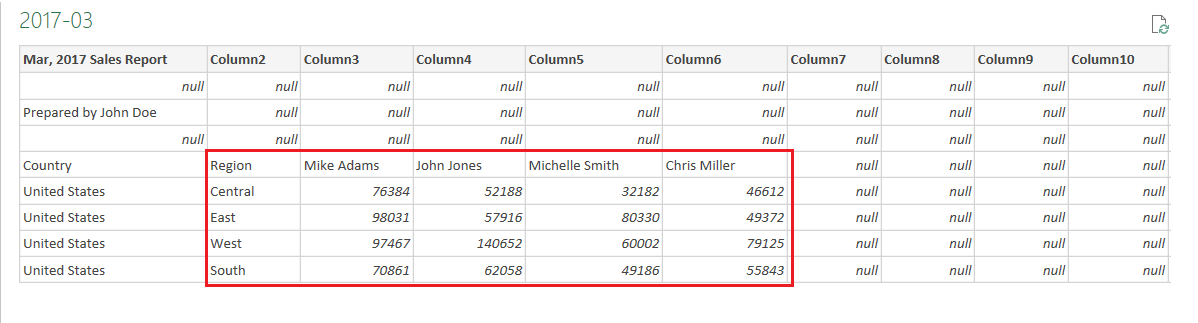 2017-03
Mar, 2017 Sales Report Column2 Column3 Column4 Column5 Column6 Column7 Column8 Column9 Column10
null null null null null null null null null null
Prepared by John Doe null null null null null null null null null
null null null null null null null null null null
Country Region Mike Adams John Jones Michelle Smith Chris Miller null null null null
United States Central 76384 52188 32182 46612 null null null null
United States East 98031 57916 80330 49372 null null null null
United States West 97467 140652 60002 79125 null null null null
United States South 70861 62058 49186 55843 null null null null